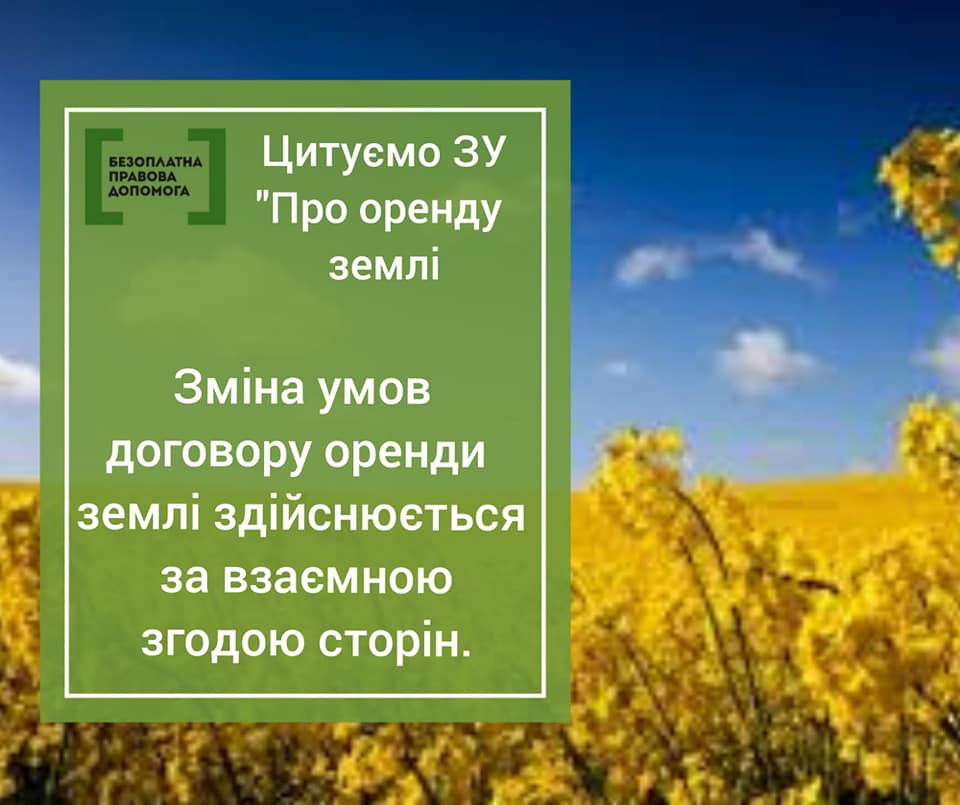 БЕЗОПЛАТНА
ПРАВОВА
ДОПОМОГА
Цитуємо ЗУ
"Про оренду
землі
Зміна умов
договору оренди
землі здійснюється
за взаємною
згодою сторін.